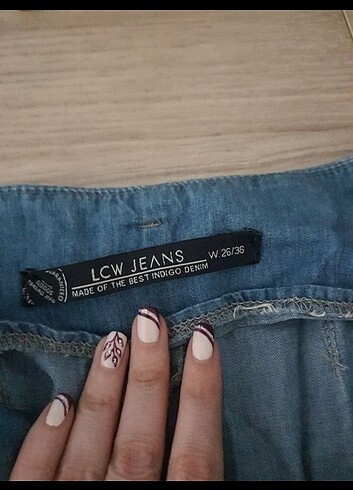 LCW JEANS
W.26/36
MADE OF THE BEST INDIGO DENIM